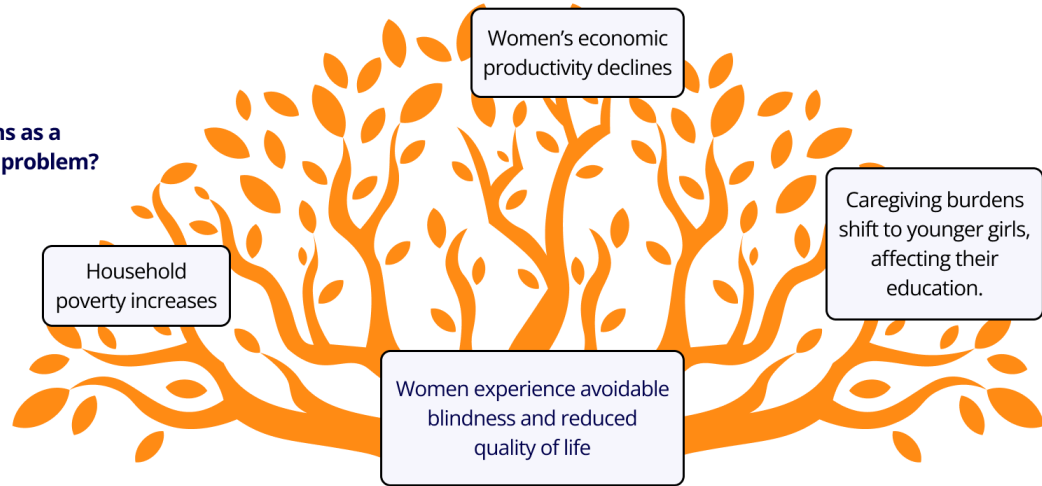 Women’s economic
productivity declines
as a
problem?
Caregiving burdens
shift to younger girls,
affecting their
education.
Household
poverty increases
Women experience avoidable
blindness and reduced
quality of life